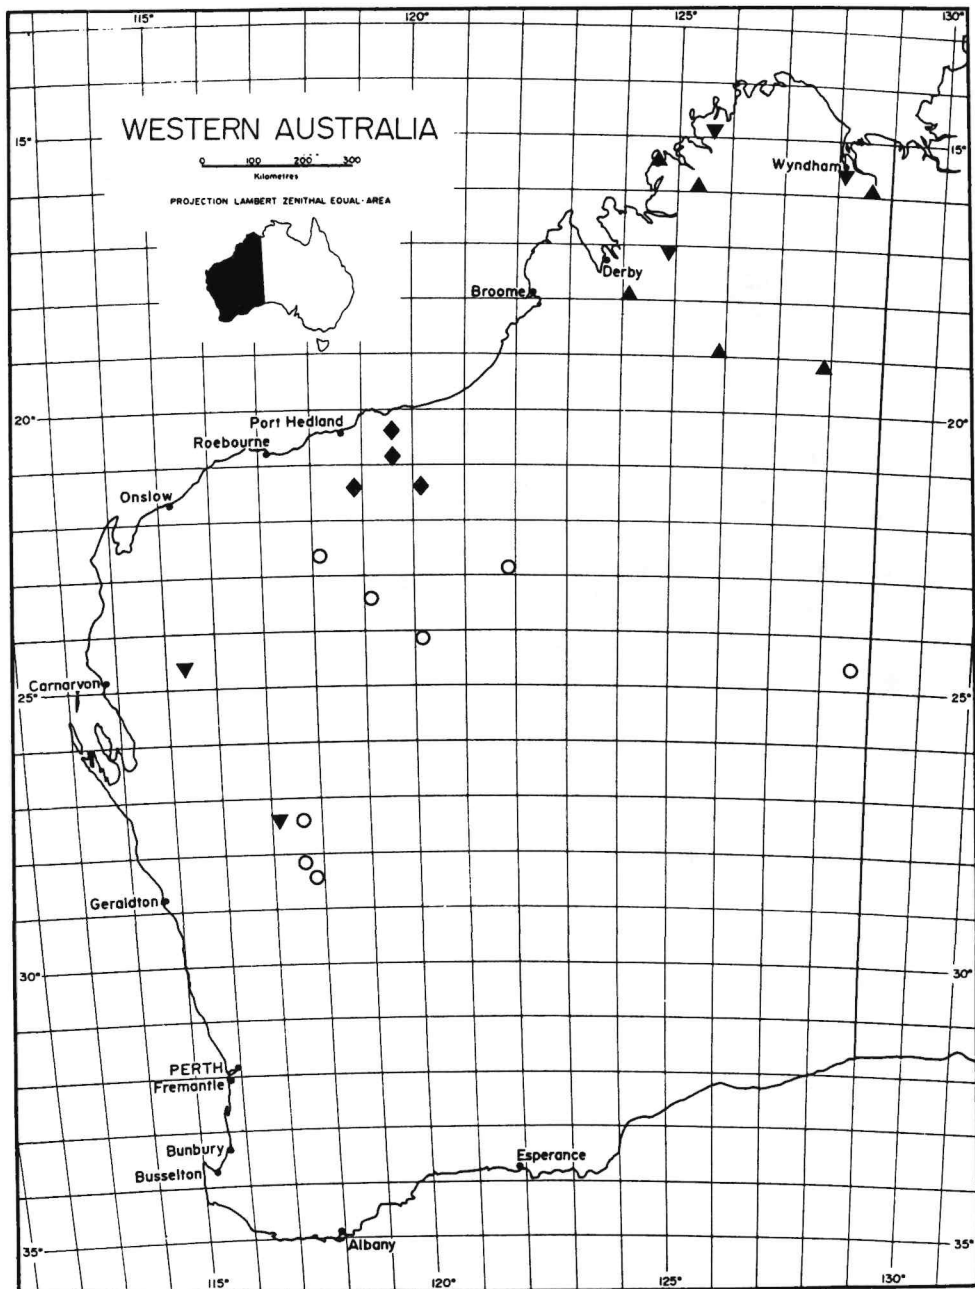 115° 120° 125° 130°
WESTERN AUSTRALIA
0 100 200 300
Kilometres
PROJECTION LAMBERT ZENITHAL EQUAL-AREA
15° 15°
Wyndham
Derby
Broome
20° 20°
Port Hedland
Roebourne
Onslow
Carnarvon
25° 25°
Geraldton
30° 30°
PERTH
Fremantle
Bunbury
Busselton
Esperance
Albany
35° 35°
115° 120° 125° 130°